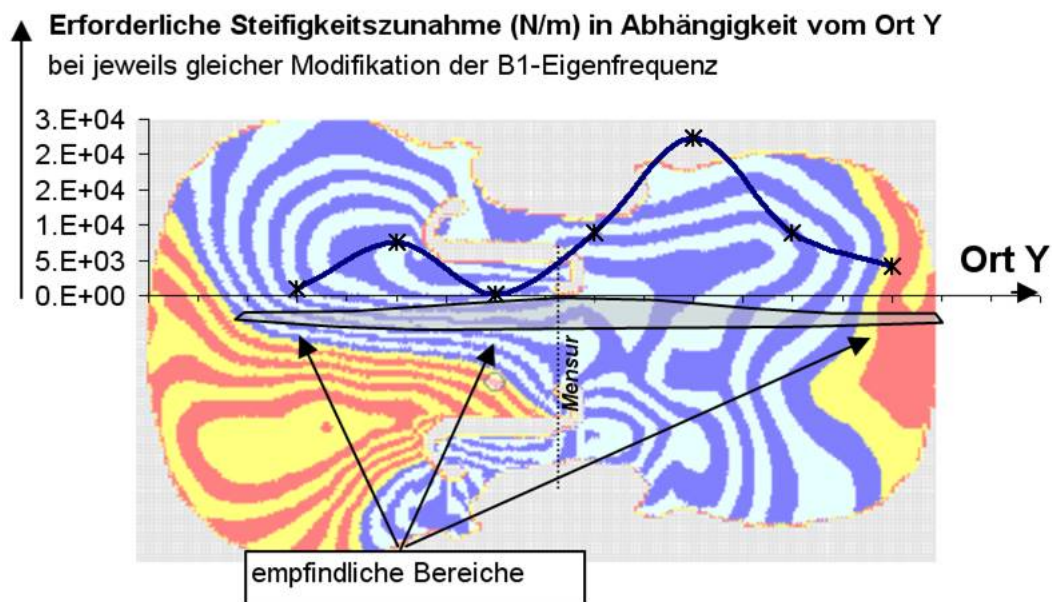 Erforderliche Steifigkeitszunahme (N/m) in Abhängigkeit vom Ort Y
bei jeweils gleicher Modifikation der B1-Eigenfrequenz
3.E+04
2.E+04
2.E+04
1.E+04
5.E+03
0.E+00
Ort Y
Mensur
empfindliche Bereiche